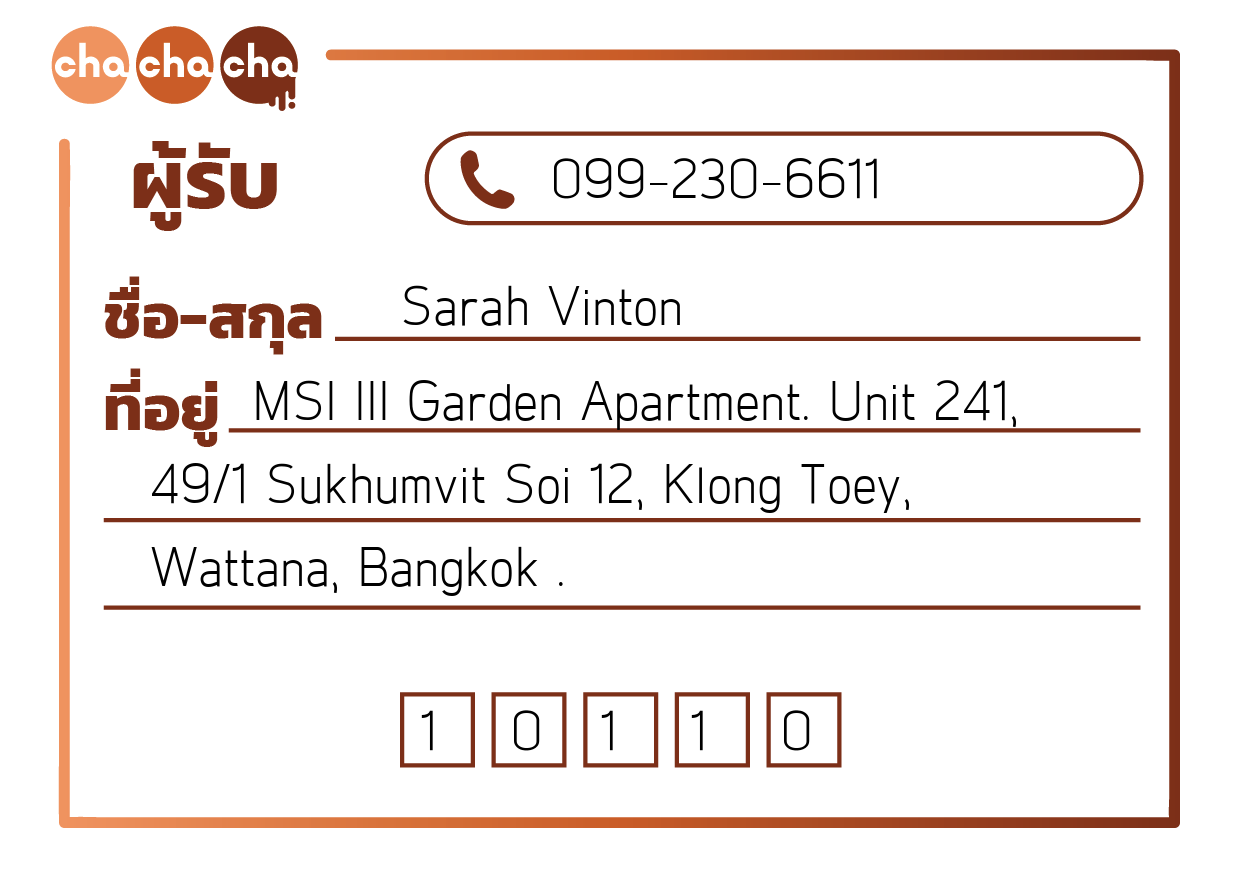 cha cha cha
ผู้รับ 099-230-6611
ชื่อ-สกุล Sarah Vinton
ที่อยู่ MSI III Garden Apartment. Unit 241,
49/1 Sukhumvit Soi 12, Klong Toey,
Wattana, Bangkok .
1 0 1 1 0